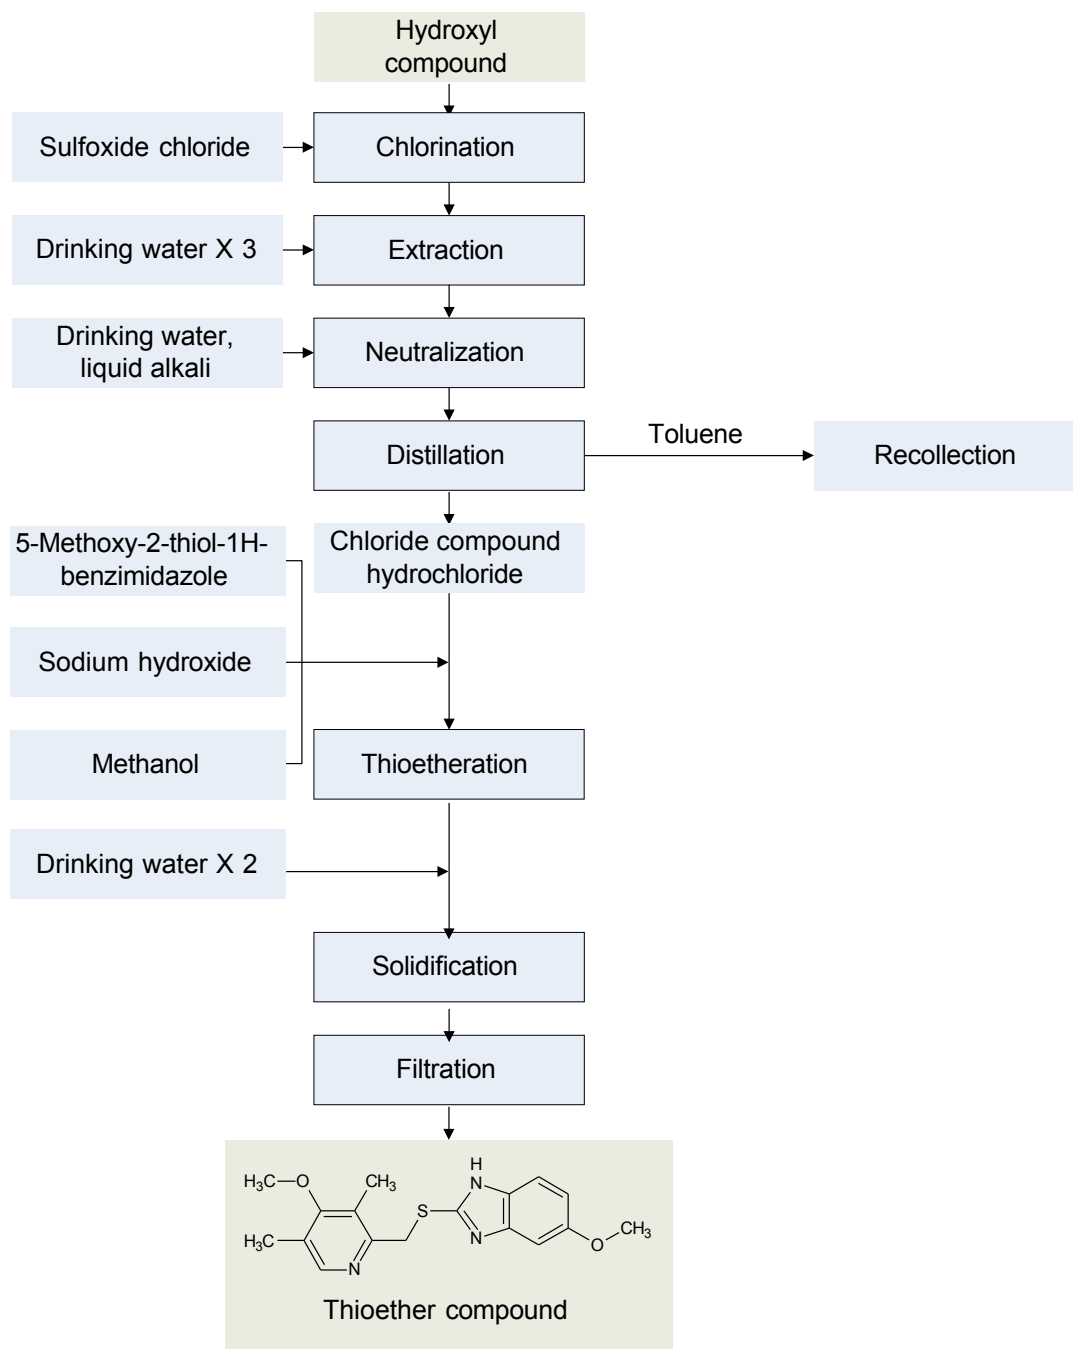 Hydroxyl
compound
Sulfoxide chloride
Chlorination
Drinking water X 3
Extraction
Drinking water,
liquid alkali
Neutralization
Distillation
Toluene
Recollection
5-Methoxy-2-thiol-1H-
benzimidazole
Chloride compound
hydrochloride
Sodium hydroxide
Methanol
Thioetheration
Drinking water X 2
Solidification
Filtration
H
N
H₃C
O
CH₃
S
N
H₃C
N
O
CH₃
Thioether compound